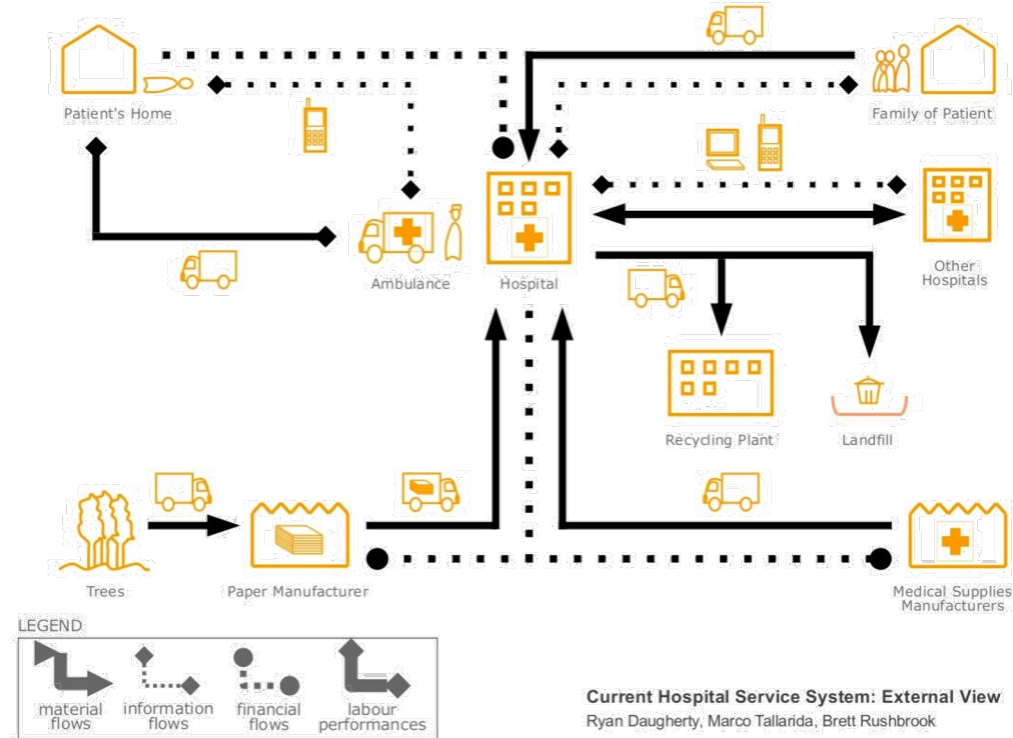 Patient's Home
Family of Patient
Ambulance
Hospital
Other
Hospitals
Recycling Plant
Landfill
Trees
Paper Manufacturer
Medical Supplies
Manufacturers
LEGEND
material
flows
information
flows
financial
flows
labour
performances
Current Hospital Service System: External View
Ryan Daugherty, Marco Tallarida, Brett Rushbrook